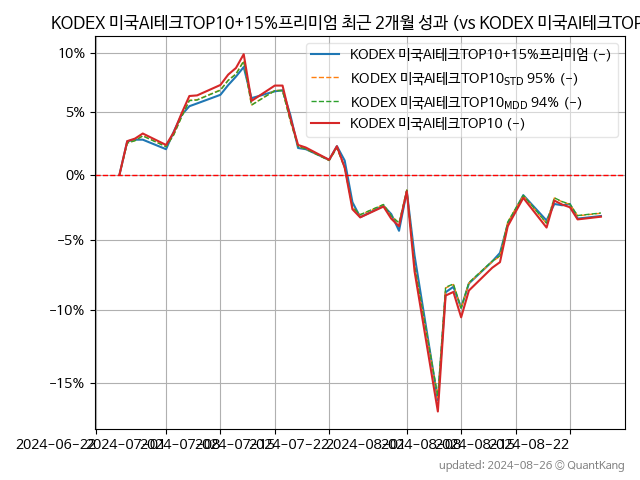 KODEX 미국AI테크TOP10+15%프리미엄 최근 2개월 성과 (vs KODEX 미국AI테크TOP
10%
5%
0%
−5%
−10%
−15%
KODEX 미국AI테크TOP10+15%프리미엄 (−)
KODEX 미국AI테크TOP10STD 95% (−)
KODEX 미국AI테크TOP10MDD 94% (−)
KODEX 미국AI테크TOP10 (−)
2024-06-22 2024-07-01 2024-07-08 2024-07-15 2024-07-22 2024-08-01 2024-08-08 2024-08-15 2024-08-22
updated: 2024-08-26 © QuantKang